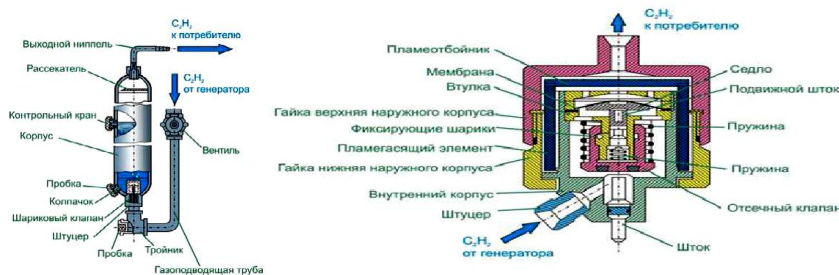 C₂H₂
к потребителю
Выходной ниппель
Рассекатель
C₂H₂
от генератора
Контрольный кран
Корпус
Вентиль
Пробка
Колпачок
Шариковый клапан
Штуцер
Пробка
Тройник
Газоподводящая труба
C₂H₂
к потребителю
Пламеотбойник
Мембрана
Втулка
Гайка верхняя наружного корпуса
Фиксирующие шарики
Пламегасящий элемент
Гайка нижняя наружного корпуса
Внутренний корпус
Штуцер
C₂H₂
от генератора
Седло
Подвижной шток
Пружина
Пружина
Отсечный клапан
Шток